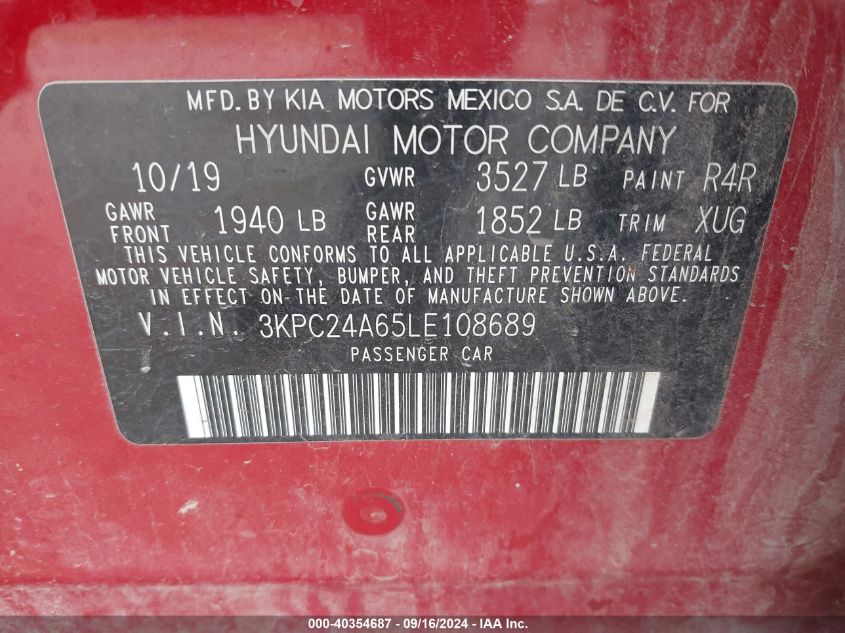 MFD. BY KIA MOTORS MEXICO S.A. DE C.V. FOR
HYUNDAI MOTOR COMPANY
10/19 GVWR 3527 LB PAINT R4R
GAWR FRONT 1940 LB GAWR REAR 1852 LB TRIM XUG
THIS VEHICLE CONFORMS TO ALL APPLICABLE U.S.A. FEDERAL
MOTOR VEHICLE SAFETY, BUMPER, AND THEFT PREVENTION STANDARDS
IN EFFECT ON THE DATE OF MANUFACTURE SHOWN ABOVE.
V.I.N. 3KPC24A65LE108689
PASSENGER CAR
000-40354687 - 09/16/2024 - IAA Inc.